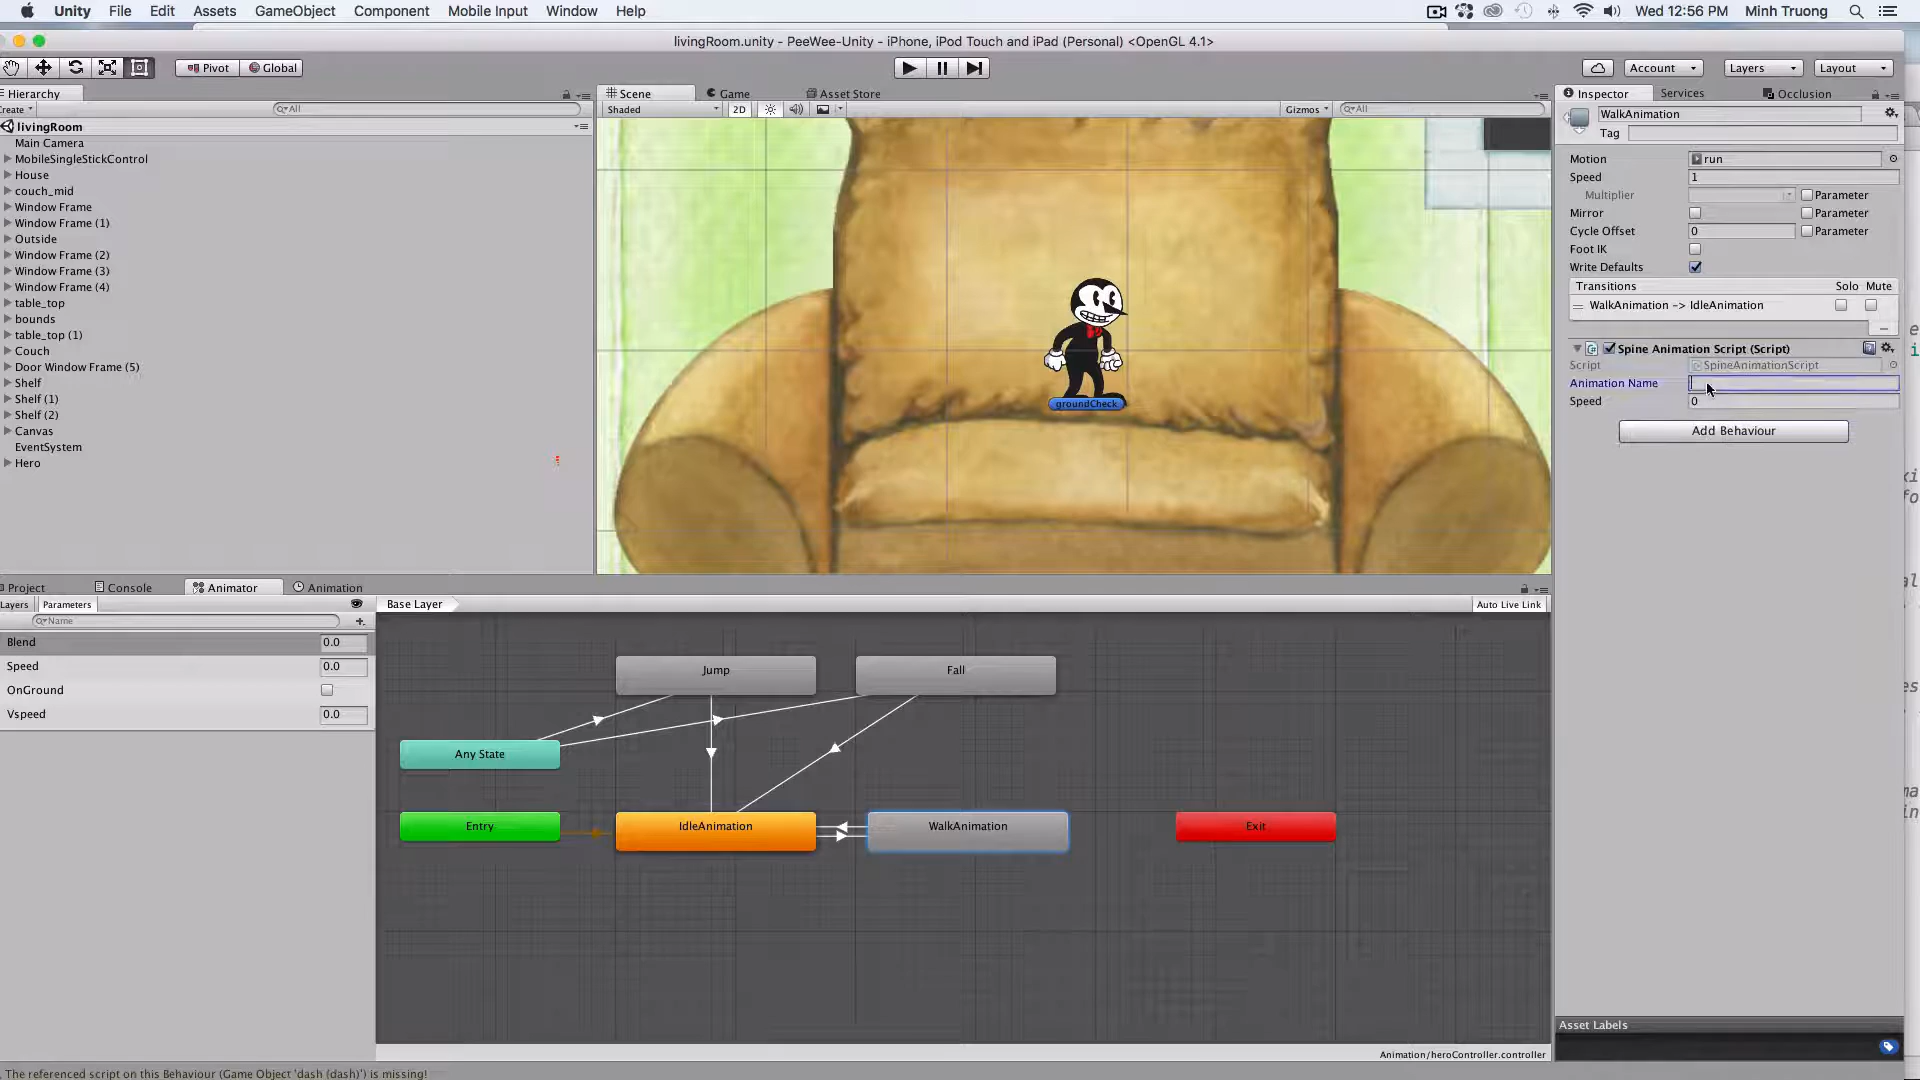 Unity File Edit Assets GameObject Component Mobile Input Window Help
Wed 12:56 PM Minh Truong
livingRoom.unity - PeeWee-Unity - iPhone, iPod Touch and iPad (Personal) <OpenGL 4.1>
Pivot Global
Account Layers Layout
Hierarchy
Create All
livingRoom
Main Camera
MobileSingleStickControl
House
couch_mid
Window Frame
Window Frame (1)
Outside
Window Frame (2)
Window Frame (3)
Window Frame (4)
table_top
bounds
table_top (1)
Couch
Door Window Frame (5)
Shelf
Shelf (1)
Shelf (2)
Canvas
EventSystem
Hero
Scene Game Asset Store
Shaded 2D Gizmos All
groundCheck
Inspector Services Occlusion
WalkAnimation
Tag
Motion run
Speed 1
Multiplier Parameter
Mirror Parameter
Cycle Offset 0 Parameter
Foot IK
Write Defaults
Transitions Solo Mute
WalkAnimation -> IdleAnimation
Spine Animation Script (Script)
Script SpineAnimationScript
Animation Name
Speed 0
Add Behaviour
Project Console Animator Animation
Layers Parameters
Name
Blend 0.0
Speed 0.0
OnGround
Vspeed 0.0
Base Layer Auto Live Link
Jump Fall
Any State
Entry IdleAnimation WalkAnimation Exit
Animation/heroController.controller
Asset Labels
The referenced script on this Behaviour (Game Object 'dash (dash)') is missing!